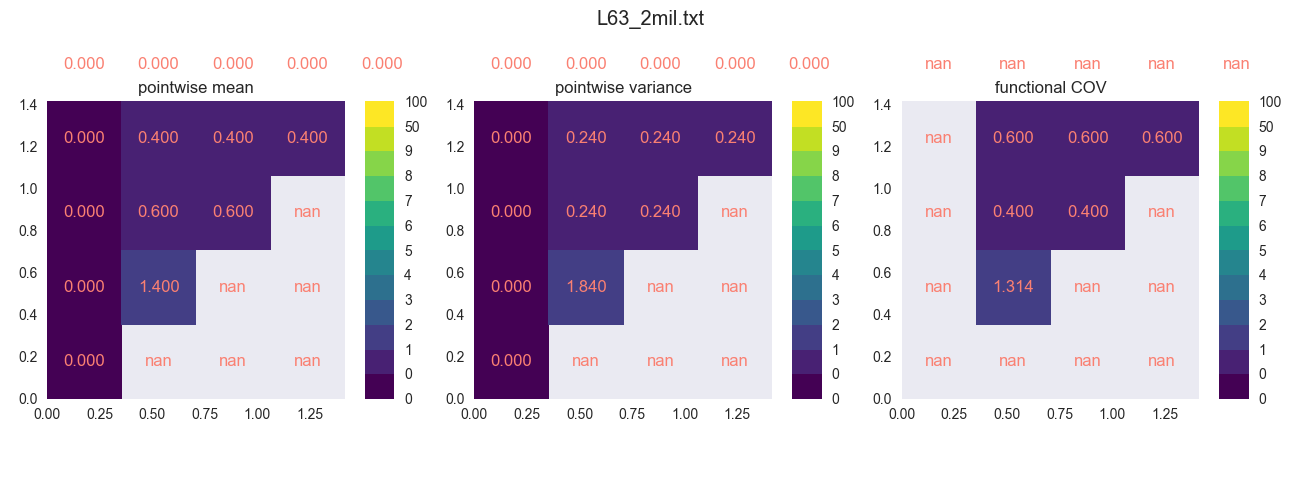 L63_2mil.txt
0.000 0.000 0.000 0.000 0.000
pointwise mean
1.4
1.2
1.0
0.8
0.6
0.4
0.2
0.0
0.000 0.400 0.400 0.400
0.000 0.600 0.600 nan
0.000 1.400 nan nan
0.000 nan nan nan
0.00 0.25 0.50 0.75 1.00 1.25
100
50
9
8
7
6
5
4
3
2
1
0
0
0.000 0.000 0.000 0.000 0.000
pointwise variance
1.4
1.2
1.0
0.8
0.6
0.4
0.2
0.0
0.000 0.240 0.240 0.240
0.000 0.240 0.240 nan
0.000 1.840 nan nan
0.000 nan nan nan
0.00 0.25 0.50 0.75 1.00 1.25
100
50
9
8
7
6
5
4
3
2
1
0
0
nan nan nan nan nan
functional COV
1.4
1.2
1.0
0.8
0.6
0.4
0.2
0.0
nan 0.600 0.600 0.600
nan 0.400 0.400 nan
nan 1.314 nan nan
nan nan nan nan
0.00 0.25 0.50 0.75 1.00 1.25
100
50
9
8
7
6
5
4
3
2
1
0
0